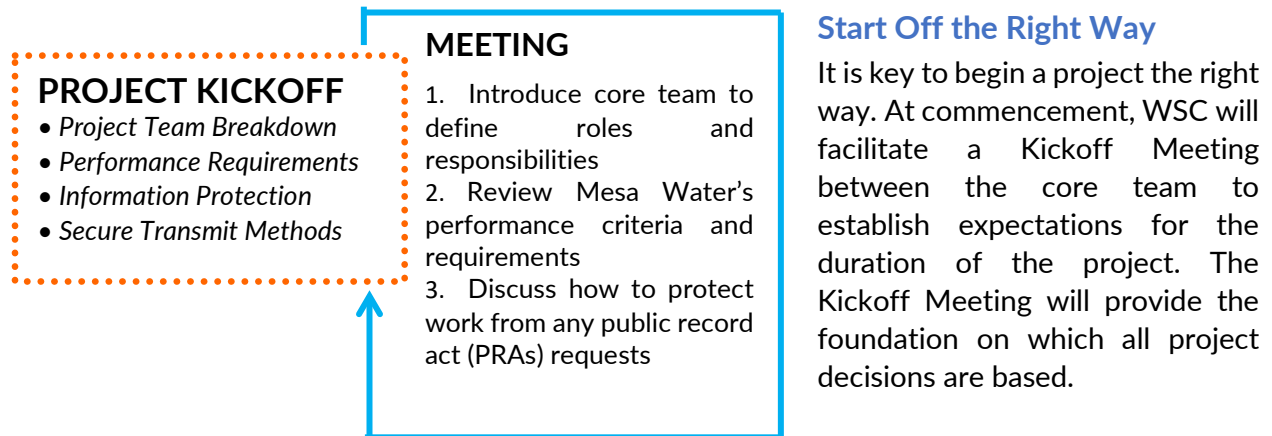 PROJECT KICKOFF
• Project Team Breakdown
• Performance Requirements
• Information Protection
• Secure Transmit Methods
MEETING
1. Introduce core team to
define roles and
responsibilities
2. Review Mesa Water's
performance criteria and
requirements
3. Discuss how to protect
work from any public record
act (PRAs) requests
Start Off the Right Way
It is key to begin a project the right
way. At commencement, WSC will
facilitate a Kickoff Meeting
between the core team to
establish expectations for the
duration of the project. The
Kickoff Meeting will provide the
foundation on which all project
decisions are based.